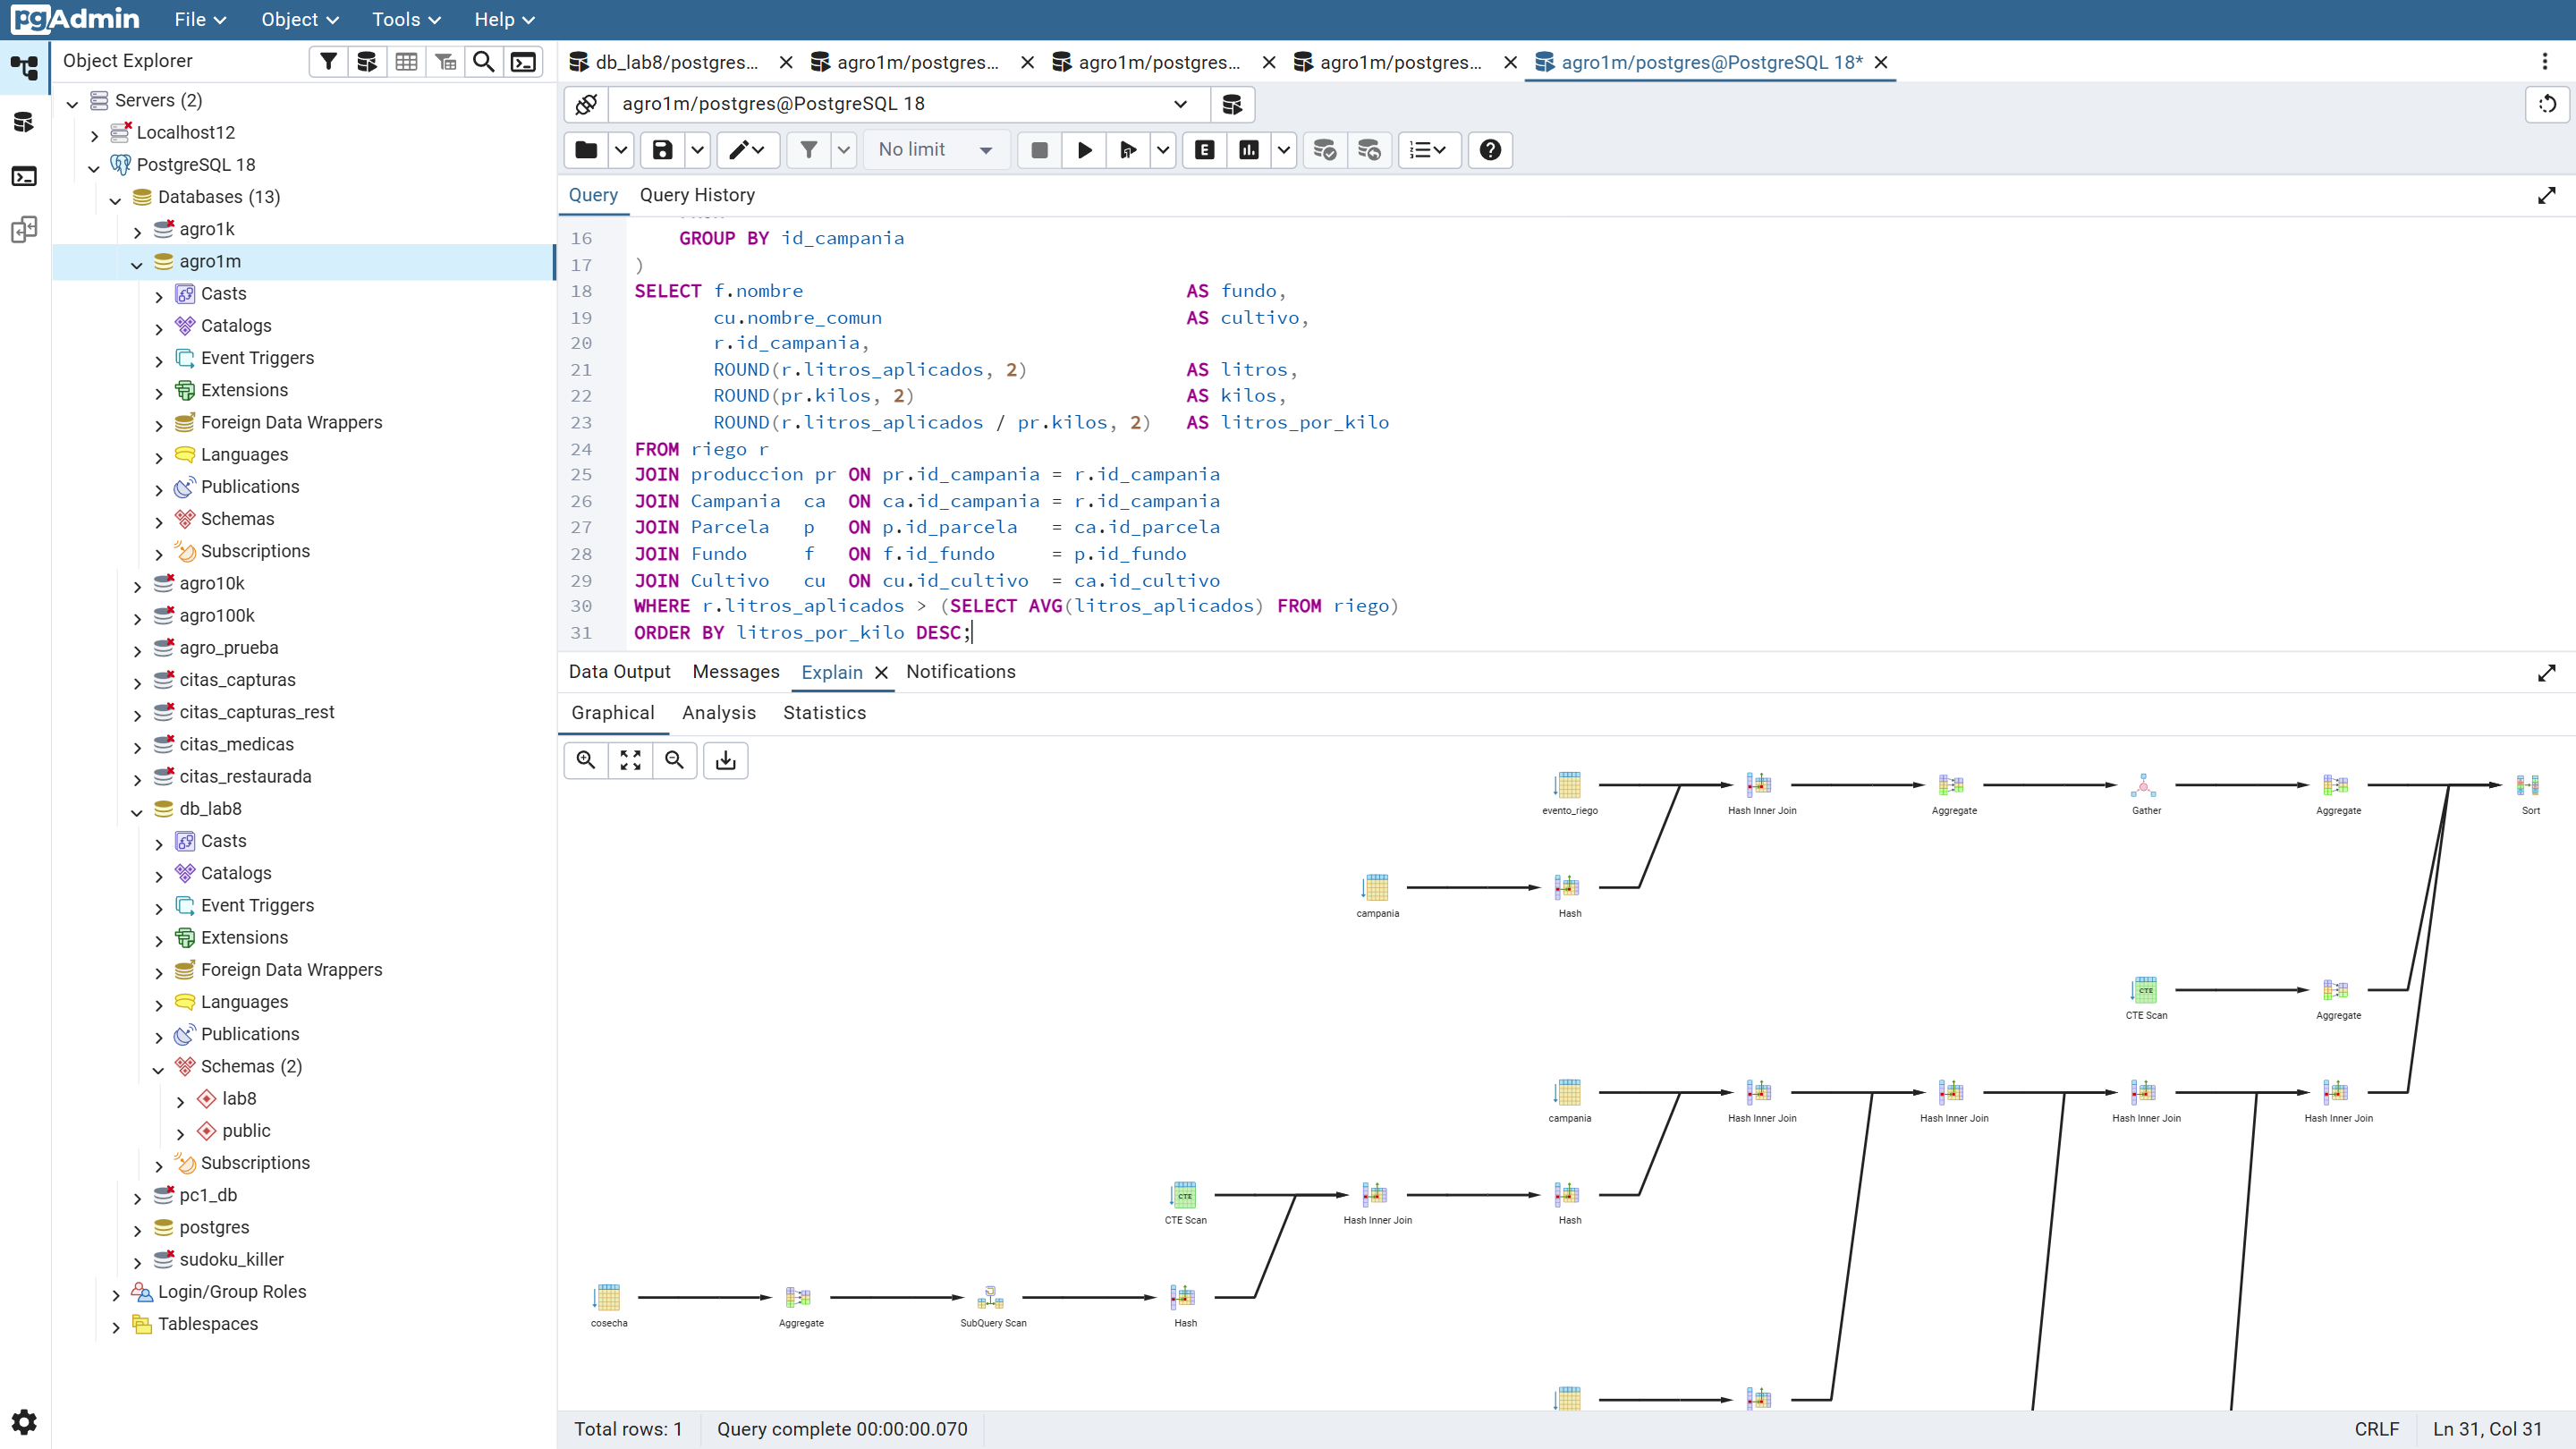 pgAdmin File Object Tools Help
Object Explorer
Servers (2)
Localhost12
PostgreSQL 18
Databases (13)
agro1k
agro1m
Casts
Catalogs
Event Triggers
Extensions
Foreign Data Wrappers
Languages
Publications
Schemas
Subscriptions
agro10k
agro100k
agro_prueba
citas_capturas
citas_capturas_rest
citas_medicas
citas_restaurada
db_lab8
Casts
Catalogs
Event Triggers
Extensions
Foreign Data Wrappers
Languages
Publications
Schemas (2)
lab8
public
Subscriptions
pc1_db
postgres
sudoku_killer
Login/Group Roles
Tablespaces
db_lab8/postgres... agro1m/postgres... agro1m/postgres... agro1m/postgres... agro1m/postgres@PostgreSQL 18*
agro1m/postgres@PostgreSQL 18
No limit E
Query Query History
16 GROUP BY id_campania
17 )
18 SELECT f.nombre AS fundo,
19 cu.nombre_comun AS cultivo,
20 r.id_campania,
21 ROUND(r.litros_aplicados, 2) AS litros,
22 ROUND(pr.kilos, 2) AS kilos,
23 ROUND(r.litros_aplicados / pr.kilos, 2) AS litros_por_kilo
24 FROM riego r
25 JOIN produccion pr ON pr.id_campania = r.id_campania
26 JOIN Campania ca ON ca.id_campania = r.id_campania
27 JOIN Parcela p ON p.id_parcela = ca.id_parcela
28 JOIN Fundo f ON f.id_fundo = p.id_fundo
29 JOIN Cultivo cu ON cu.id_cultivo = ca.id_cultivo
30 WHERE r.litros_aplicados > (SELECT AVG(litros_aplicados) FROM riego)
31 ORDER BY litros_por_kilo DESC;
Data Output Messages Explain Notifications
Graphical Analysis Statistics
evento_riego Hash Inner Join Aggregate Gather Aggregate Sort
campania Hash
CTE CTE
CTE Scan Aggregate
campania Hash Inner Join Hash Inner Join Hash Inner Join Hash Inner Join
CTE Scan Hash Inner Join Hash
cosecha Aggregate SubQuery Scan Hash
Total rows: 1 Query complete 00:00:00.070 CRLF Ln 31, Col 31